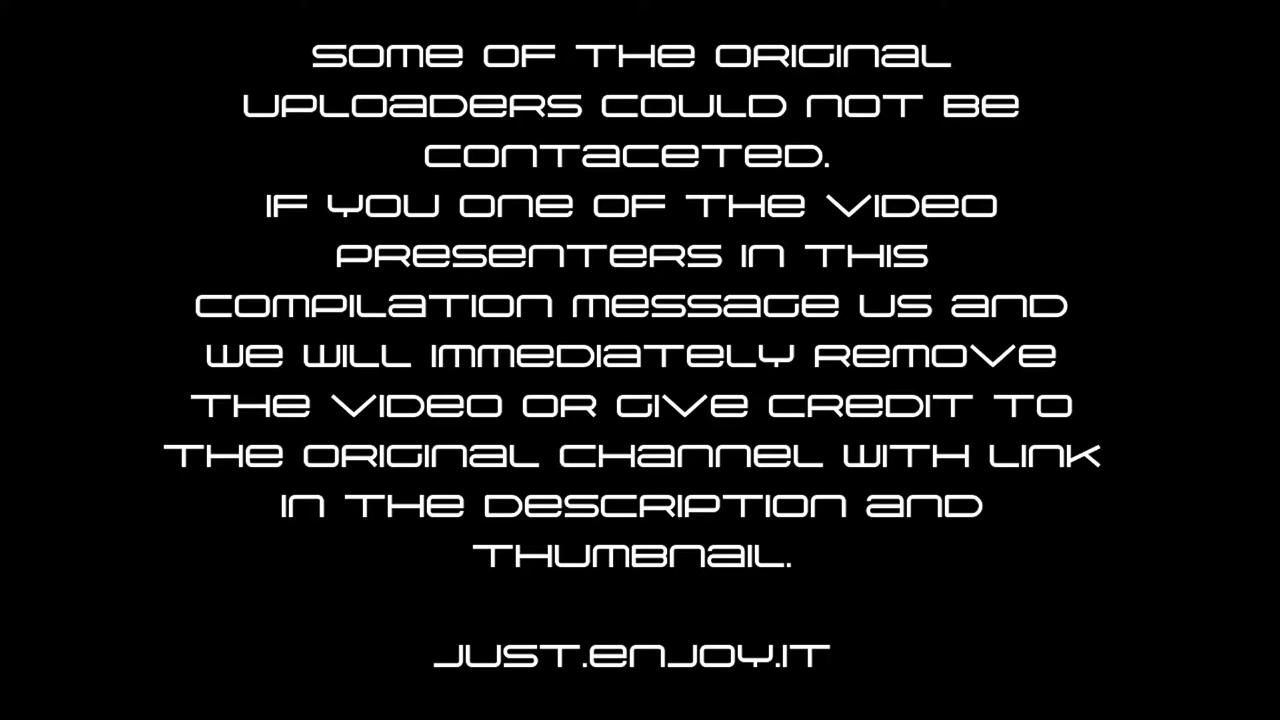 SOME OF THE ORIGINAL
UPLOADERS COULD NOT BE
CONTACETED.
IF YOU ONE OF THE VIDEO
PRESENTERS IN THIS
COMPILATION MESSAGE US AND
WE WILL IMMEDIATELY REMOVE
THE VIDEO OR GIVE CREDIT TO
THE ORIGINAL CHANNEL WITH LINK
IN THE DESCRIPTION AND
THUMBNAIL.
JUST.ENJOY.IT